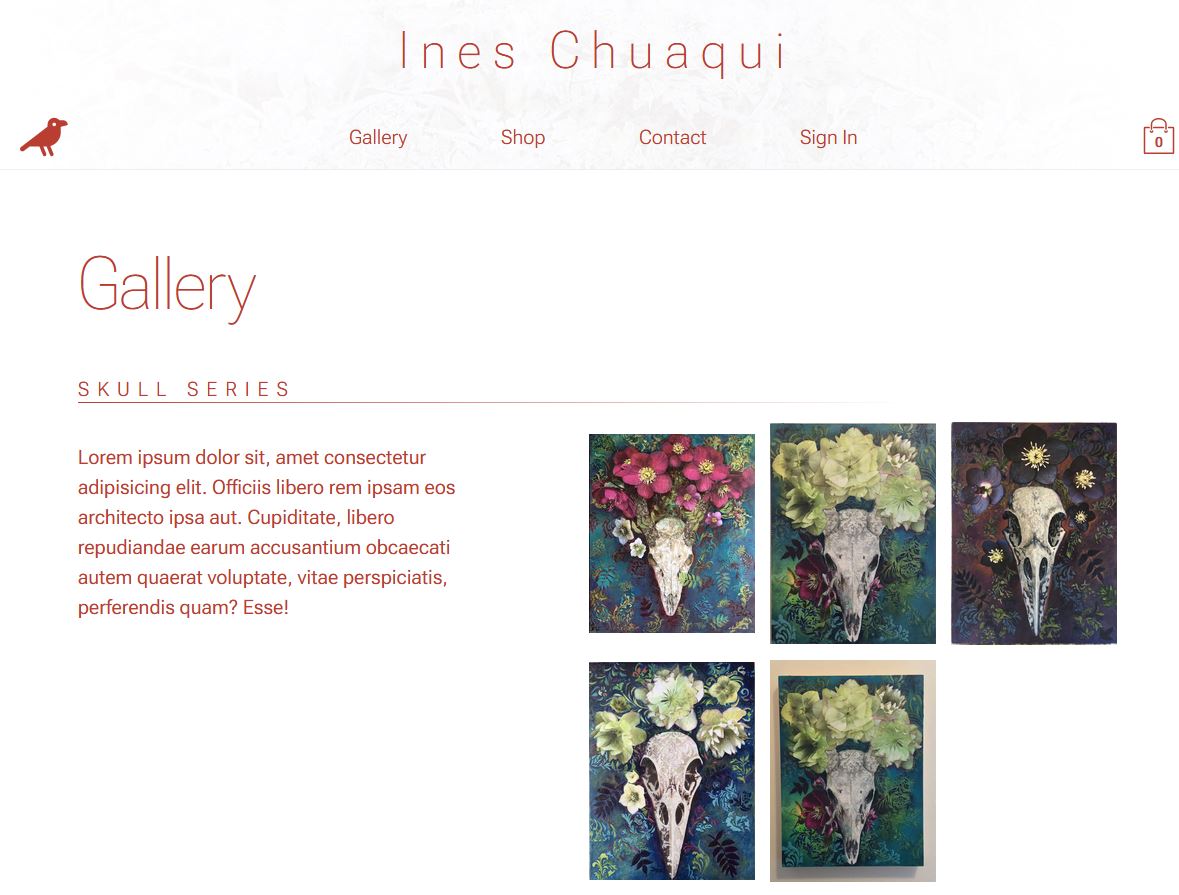 Ines Chuaqui
Gallery
Shop
Contact
Sign In
0
Gallery
SKULL SERIES
Lorem ipsum dolor sit, amet consectetur
adipisicing elit. Officiis libero rem ipsam eos
architecto ipsa aut. Cupiditate, libero
repudiandae earum accusantium obcaecati
autem quaerat voluptate, vitae perspiciatis,
perferendis quam? Esse!